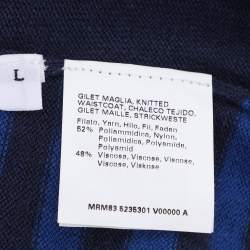 L
GILET MAGLIA, KNITTED
WAISTCOAT, CHALECO TEJIDO,
GILET MAILLE, STRICKWESTE
Filato, Yarn, Hilo, Fil, Faden
52% Poliammidica, Nylon,
Poliamida, Polyamide,
Polyamid
48% Viscosa, Viscose, Viscosa,
Viscose, Viskose
MRM83 5235301 V00000 A